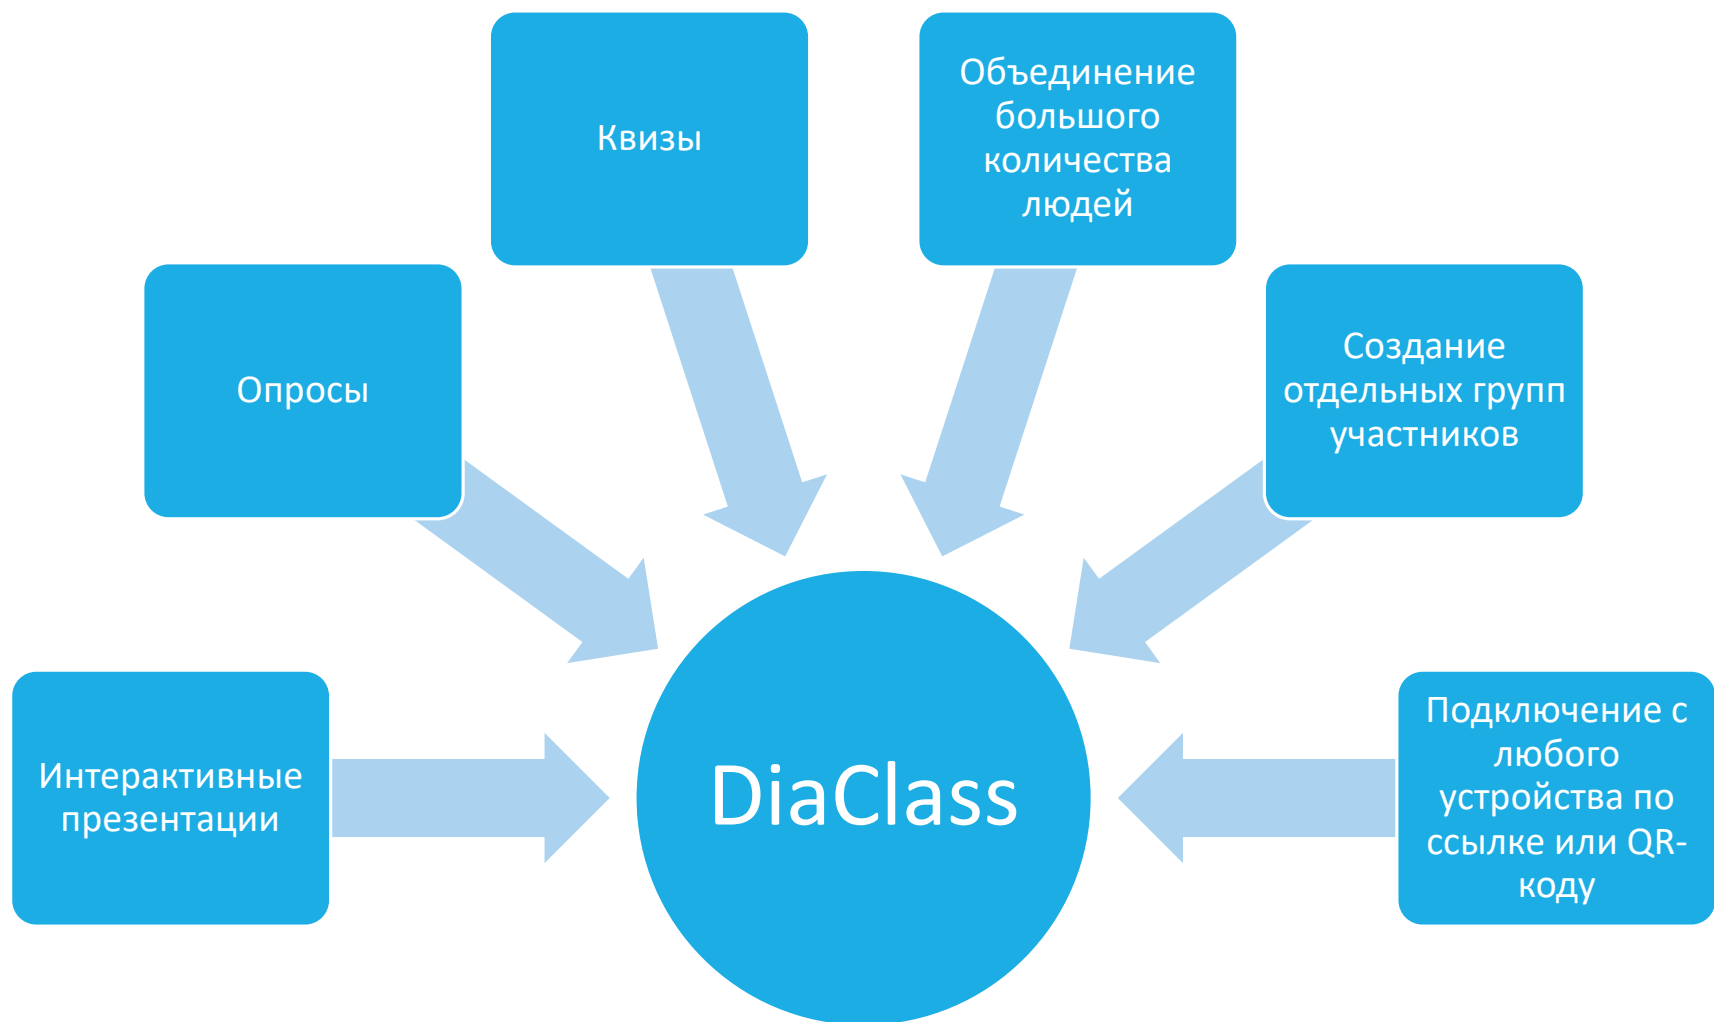 Квизы
Объединение
большого
количества
людей
Опросы
Создание
отдельных групп
участников
Интерактивные
презентации
DiaClass
Подключение с
любого
устройства по
ссылке или QR-
коду